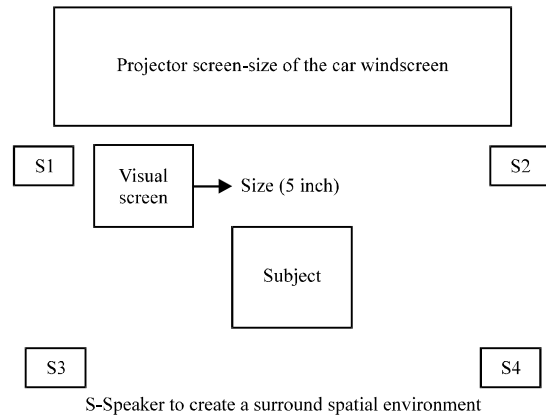 Projector screen-size of the car windscreen
S1
Visual
screen
Size (5 inch)
S2
Subject
S3
S4
S-Speaker to create a surround spatial environment